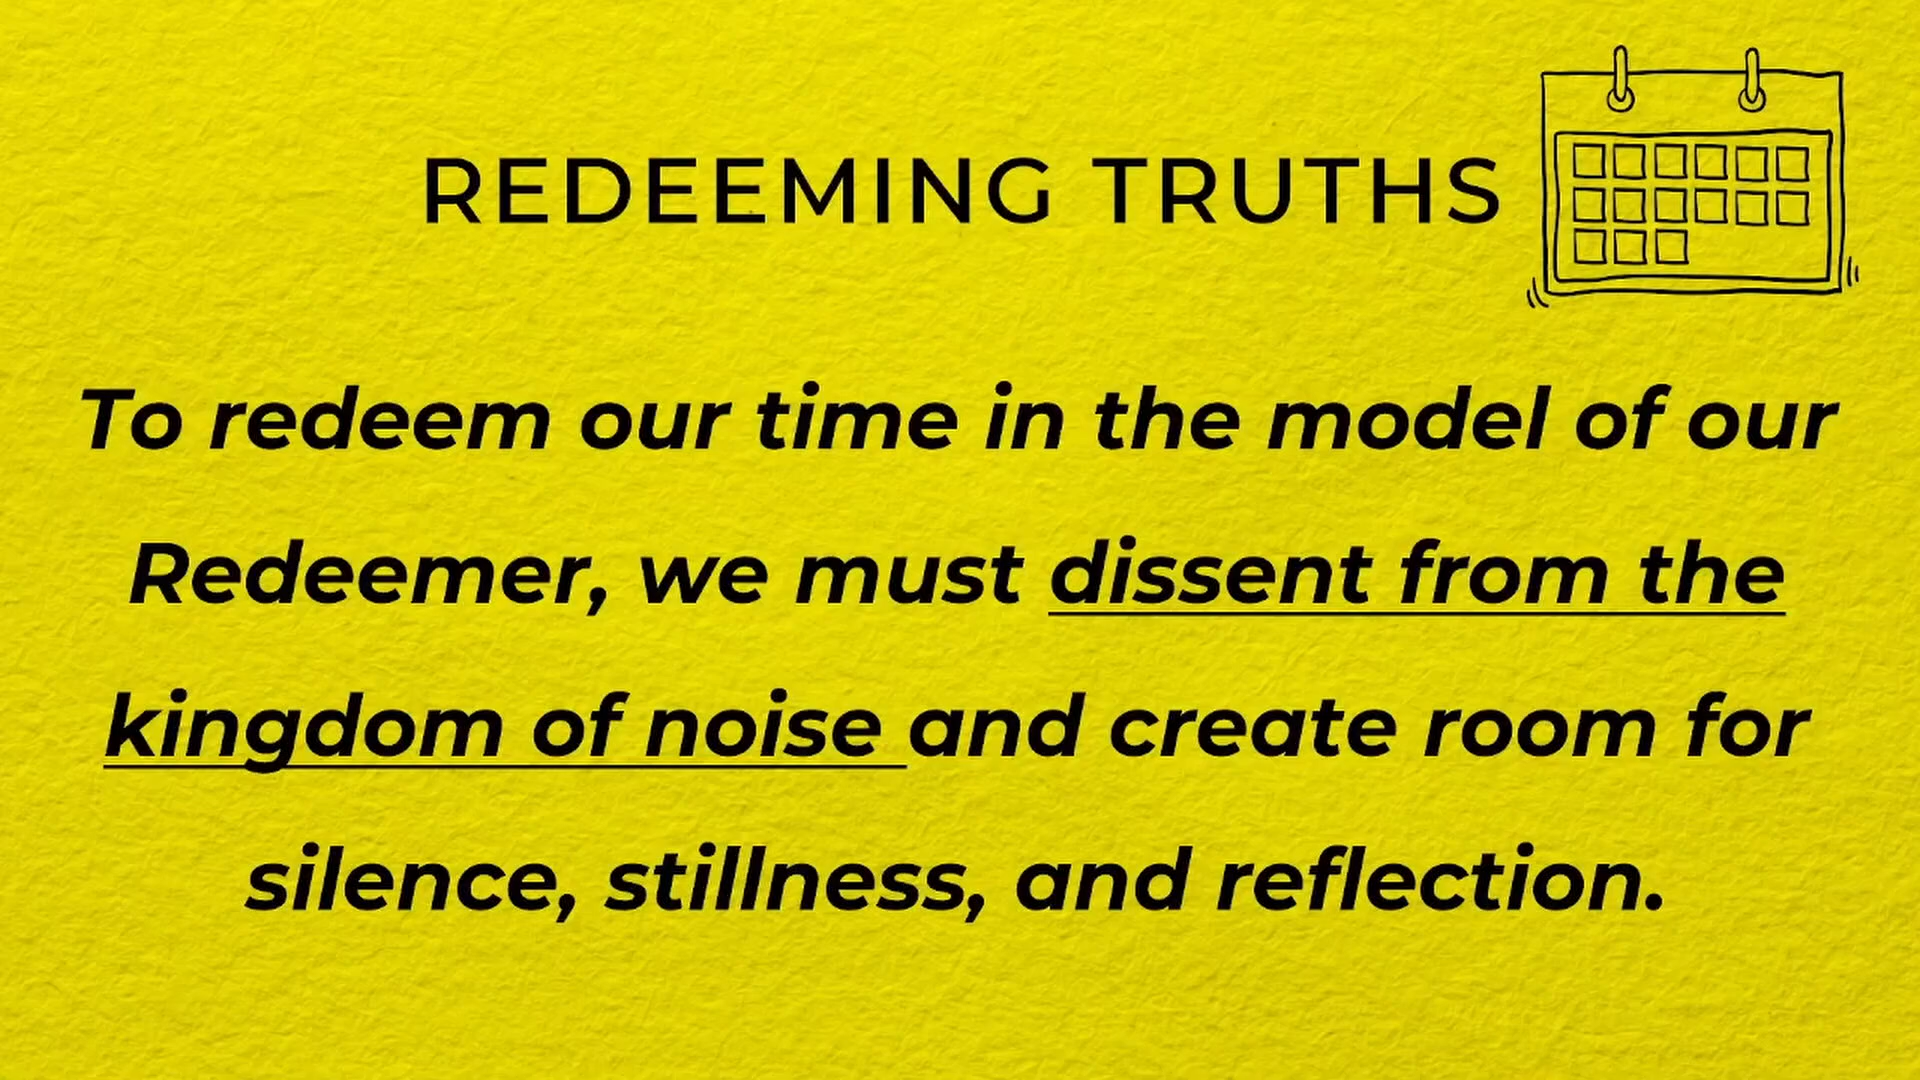 REDEEMING TRUTHS
To redeem our time in the model of our
Redeemer, we must dissent from the
kingdom of noise and create room for
silence, stillness, and reflection.